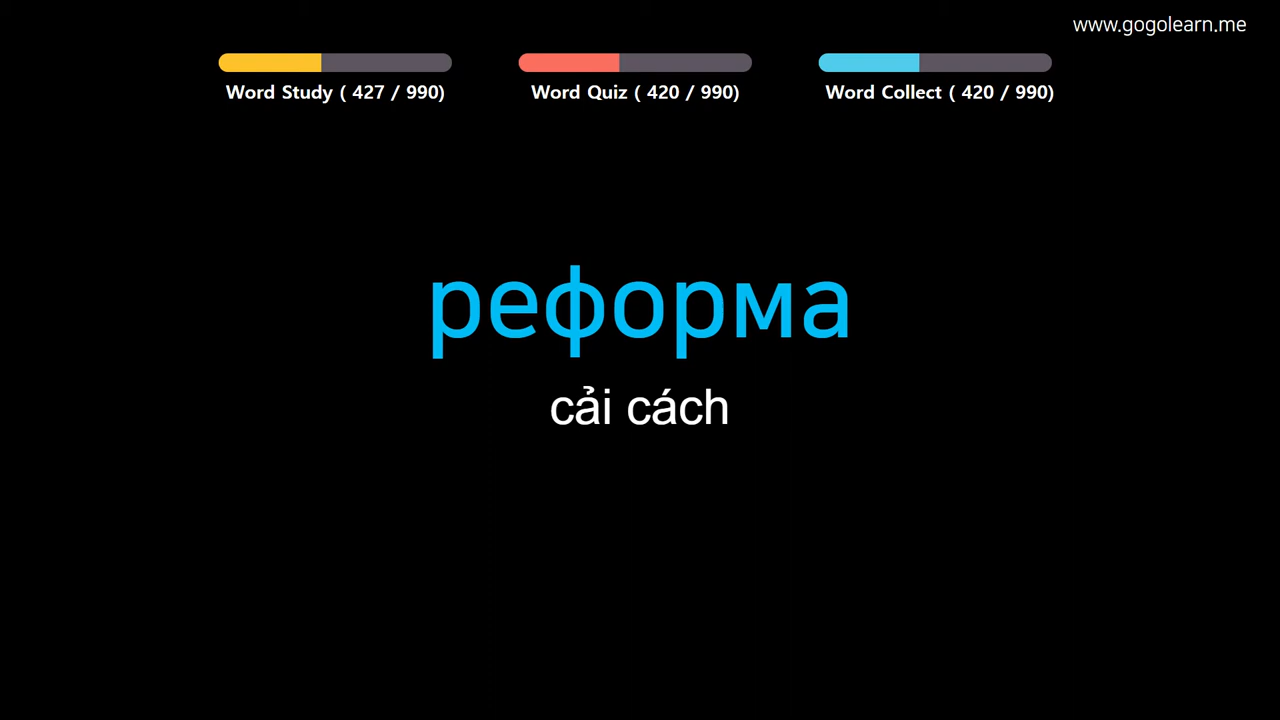 www.gogolearn.me
Word Study ( 427 / 990)
Word Quiz ( 420 / 990)
Word Collect ( 420 / 990)
реформа
cải cách